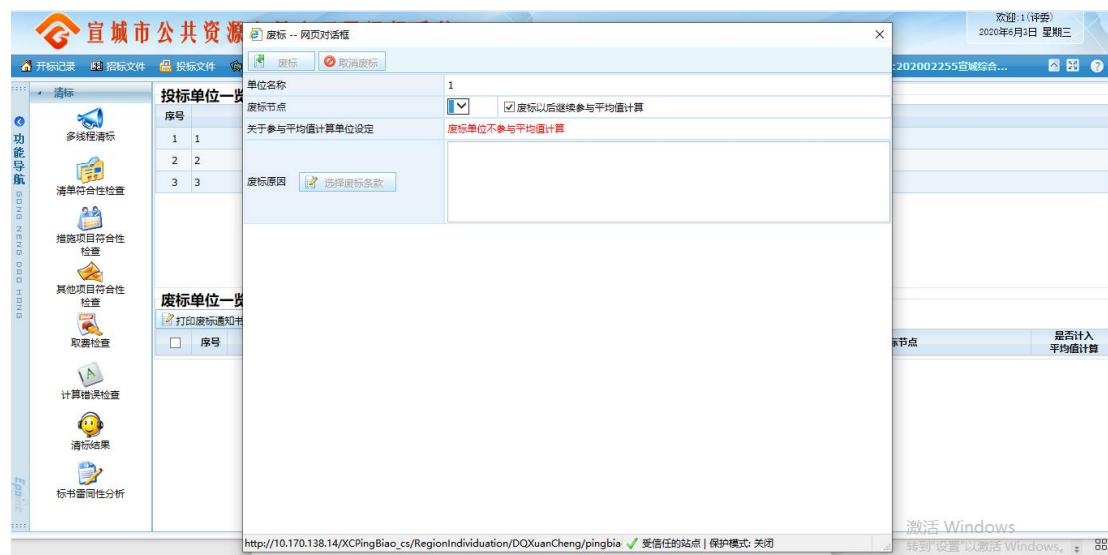 宣城市公共资源
欢迎:1(评委)
2020年6月3日 星期三
开标记录 招标文件 投标文件
:202002255宣城综合...
功能导航
GONG NENG DAO HANG
清标
多线程清标
清单符合性检查
措施项目符合性
检查
其他项目符合性
检查
取费检查
计算错误检查
清标结果
标书雷同性分析
投标单位一览
序号
1 1
2 2
3 3
废标单位一览
打印废标通知书
序号
标节点
是否计入
平均值计算
废标 -- 网页对话框
废标 取消废标
单位名称 1
废标节点 废标以后继续参与平均值计算
关于参与平均值计算单位设定 废标单位不参与平均值计算
废标原因 选择废标条款
http://10.170.138.14/XCPingBiao_cs/RegionIndividuation/DQXuanCheng/pingbia 受信任的站点 | 保护模式: 关闭
激活 Windows
转到"设置"以激活 Windows。